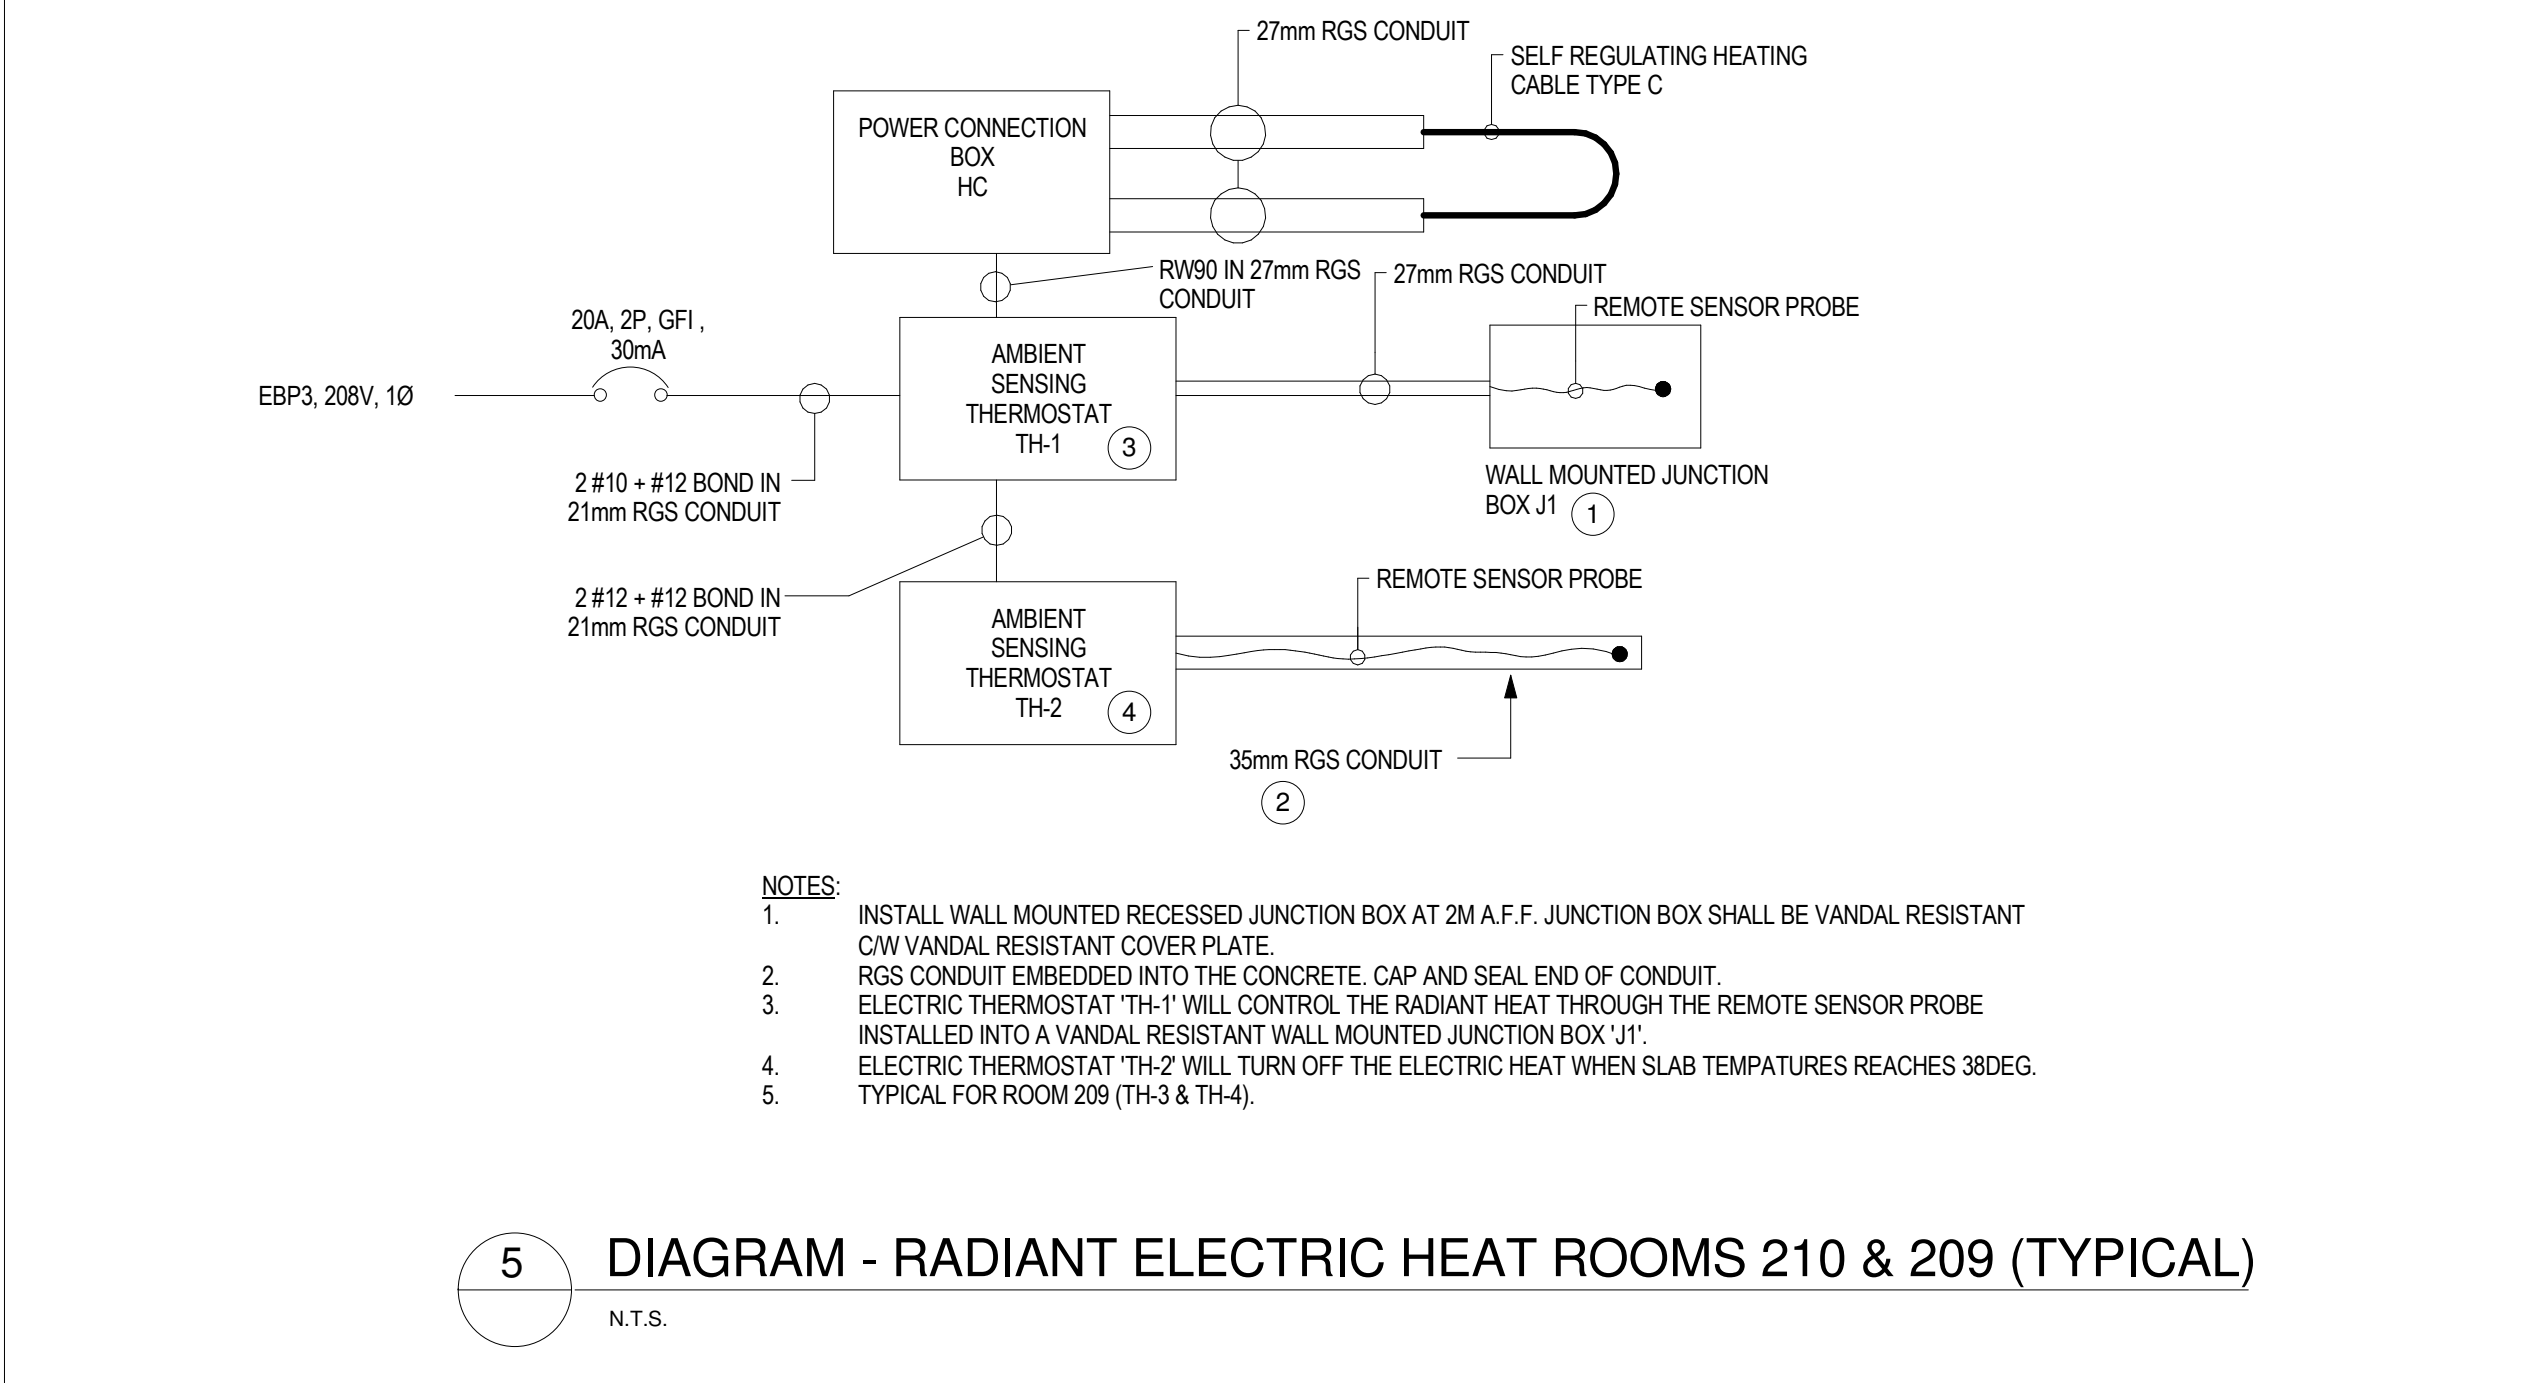 27mm RGS CONDUIT
SELF REGULATING HEATING
CABLE TYPE C
POWER CONNECTION
BOX
HC
RW90 IN 27mm RGS
CONDUIT
27mm RGS CONDUIT
REMOTE SENSOR PROBE
20A, 2P, GFI ,
30mA
EBP3, 208V, 1Ø
AMBIENT
SENSING
THERMOSTAT
TH-1
3
2 #10 + #12 BOND IN
21mm RGS CONDUIT
WALL MOUNTED JUNCTION
BOX J1
1
2 #12 + #12 BOND IN
21mm RGS CONDUIT
AMBIENT
SENSING
THERMOSTAT
TH-2
4
REMOTE SENSOR PROBE
35mm RGS CONDUIT
2
NOTES:
1. INSTALL WALL MOUNTED RECESSED JUNCTION BOX AT 2M A.F.F. JUNCTION BOX SHALL BE VANDAL RESISTANT
C/W VANDAL RESISTANT COVER PLATE.
2. RGS CONDUIT EMBEDDED INTO THE CONCRETE. CAP AND SEAL END OF CONDUIT.
3. ELECTRIC THERMOSTAT 'TH-1' WILL CONTROL THE RADIANT HEAT THROUGH THE REMOTE SENSOR PROBE
INSTALLED INTO A VANDAL RESISTANT WALL MOUNTED JUNCTION BOX 'J1'.
4. ELECTRIC THERMOSTAT 'TH-2' WILL TURN OFF THE ELECTRIC HEAT WHEN SLAB TEMPATURES REACHES 38DEG.
5. TYPICAL FOR ROOM 209 (TH-3 & TH-4).
5
DIAGRAM - RADIANT ELECTRIC HEAT ROOMS 210 & 209 (TYPICAL)
N.T.S.